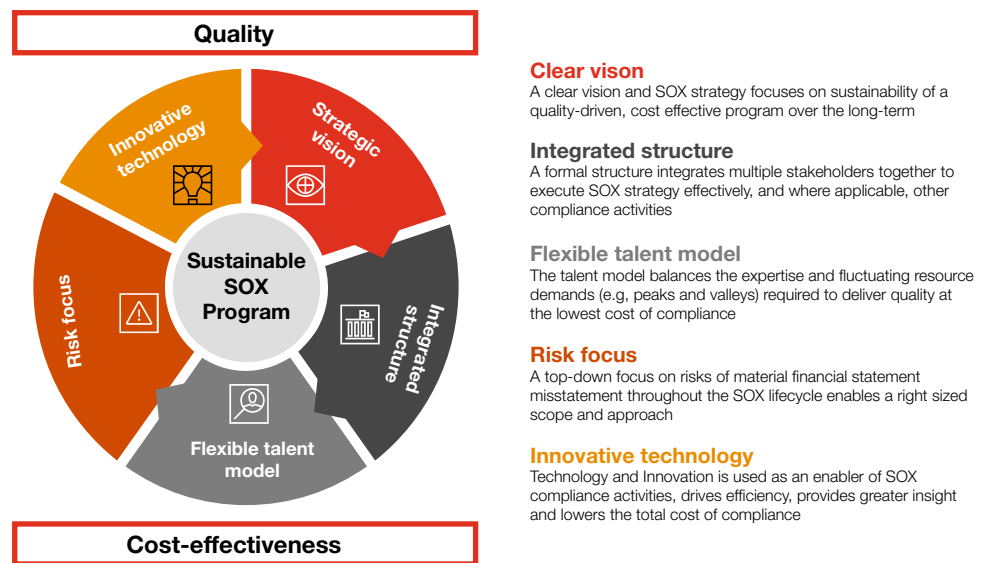 Quality
Innovative
technology
Strategic
vision
Sustainable
SOX
Program
Risk focus
Integrated
structure
Flexible talent
model
Cost-effectiveness
Clear vison
A clear vision and SOX strategy focuses on sustainability of a
quality-driven, cost effective program over the long-term
Integrated structure
A formal structure integrates multiple stakeholders together to
execute SOX strategy effectively, and where applicable, other
compliance activities
Flexible talent model
The talent model balances the expertise and fluctuating resource
demands (e.g, peaks and valleys) required to deliver quality at
the lowest cost of compliance
Risk focus
A top-down focus on risks of material financial statement
misstatement throughout the SOX lifecycle enables a right sized
scope and approach
Innovative technology
Technology and Innovation is used as an enabler of SOX
compliance activities, drives efficiency, provides greater insight
and lowers the total cost of compliance